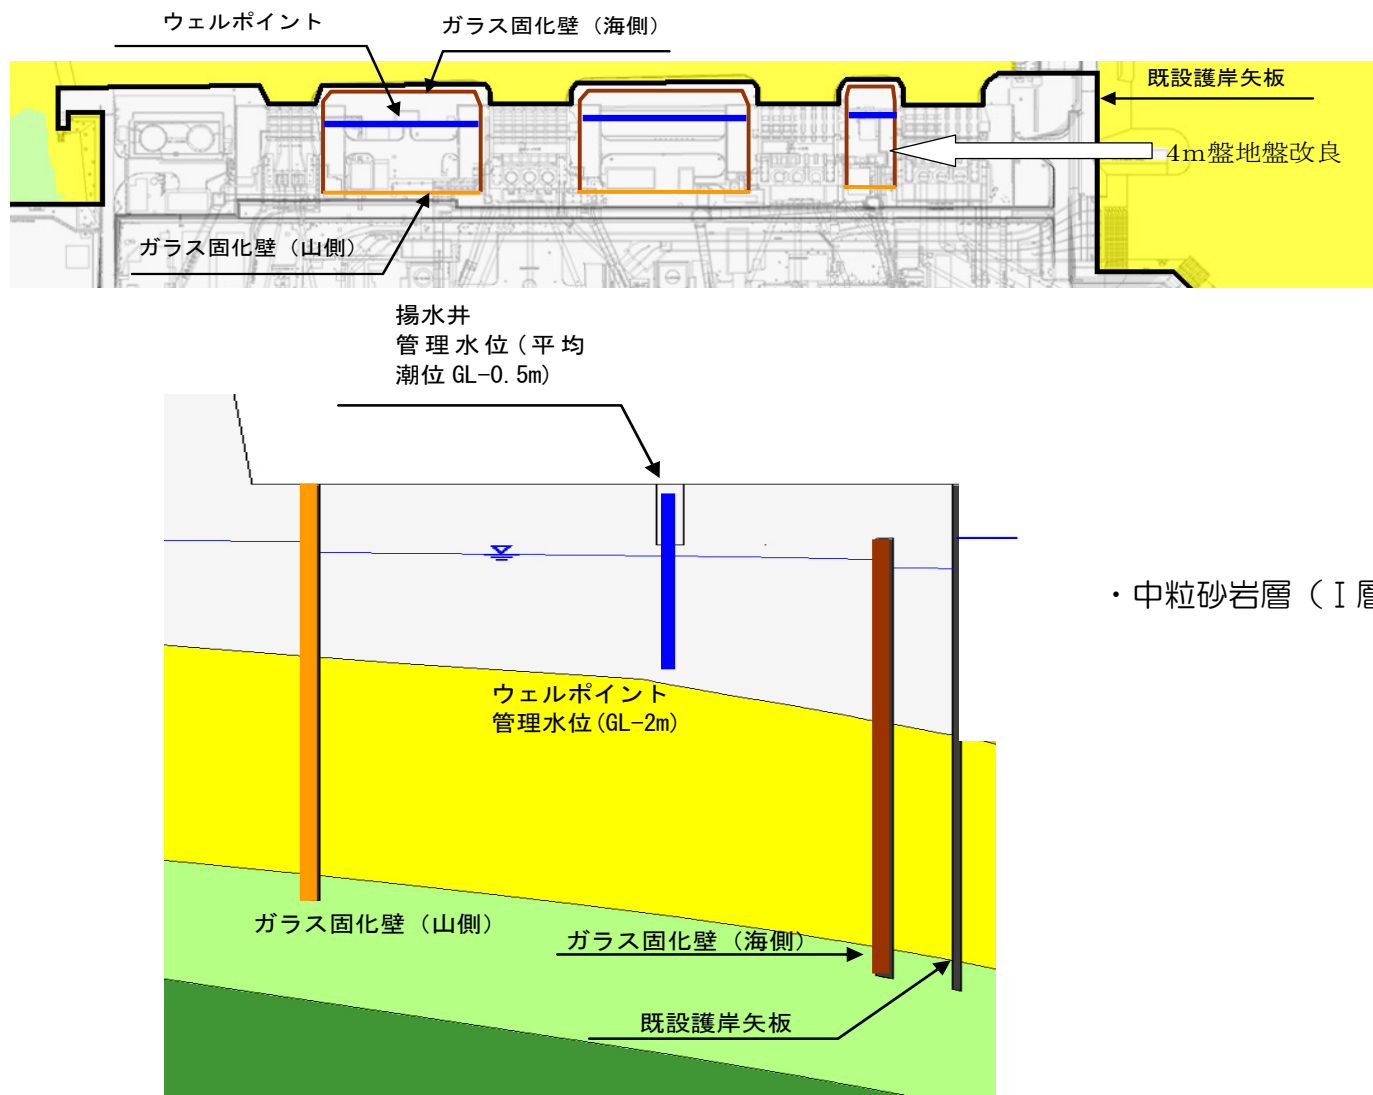 ウェルポイント
ガラス固化壁（海側）
既設護岸矢板
4m盤地盤改良
ガラス固化壁（山側）
揚水井
管理水位(平均
潮位 GL-0.5m)
・中粒砂岩層（Ⅰ層
ウェルポイント
管理水位(GL-2m)
ガラス固化壁（山側）
ガラス固化壁（海側）
既設護岸矢板